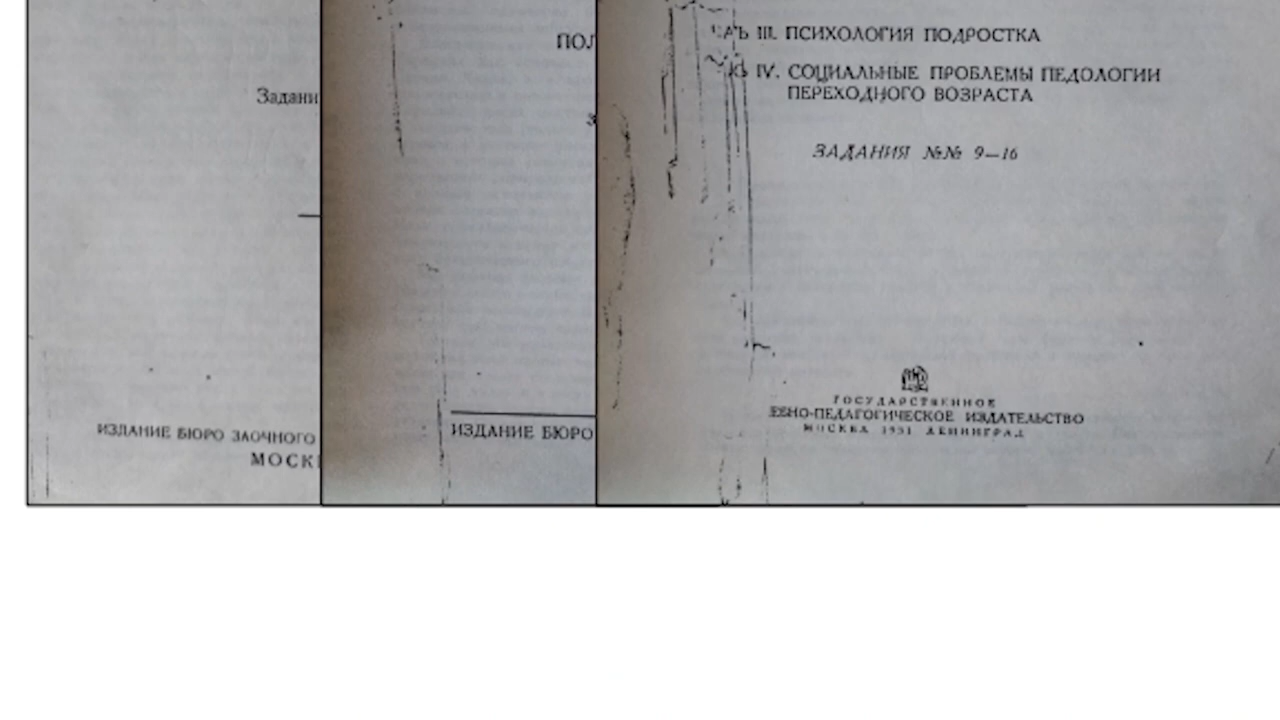 Задани
ИЗДАНИЕ БЮРО ЗАОЧНОГО
МОСК
ПОЛ
ИЗДАНИЕ БЮРО
III. ПСИХОЛОГИЯ ПОДРОСТКА
IV. СОЦИАЛЬНЫЕ ПРОБЛЕМЫ ПЕДОЛОГИИ
ПЕРЕХОДНОГО ВОЗРАСТА
ЗАДАНИЯ №№ 9—16
ГОСУДАРСТВЕННОЕ
ЕБНО-ПЕДАГОГИЧЕСКОЕ ИЗДАТЕЛЬСТВО
МОСКВА 1931 ЛЕНИНГРАД